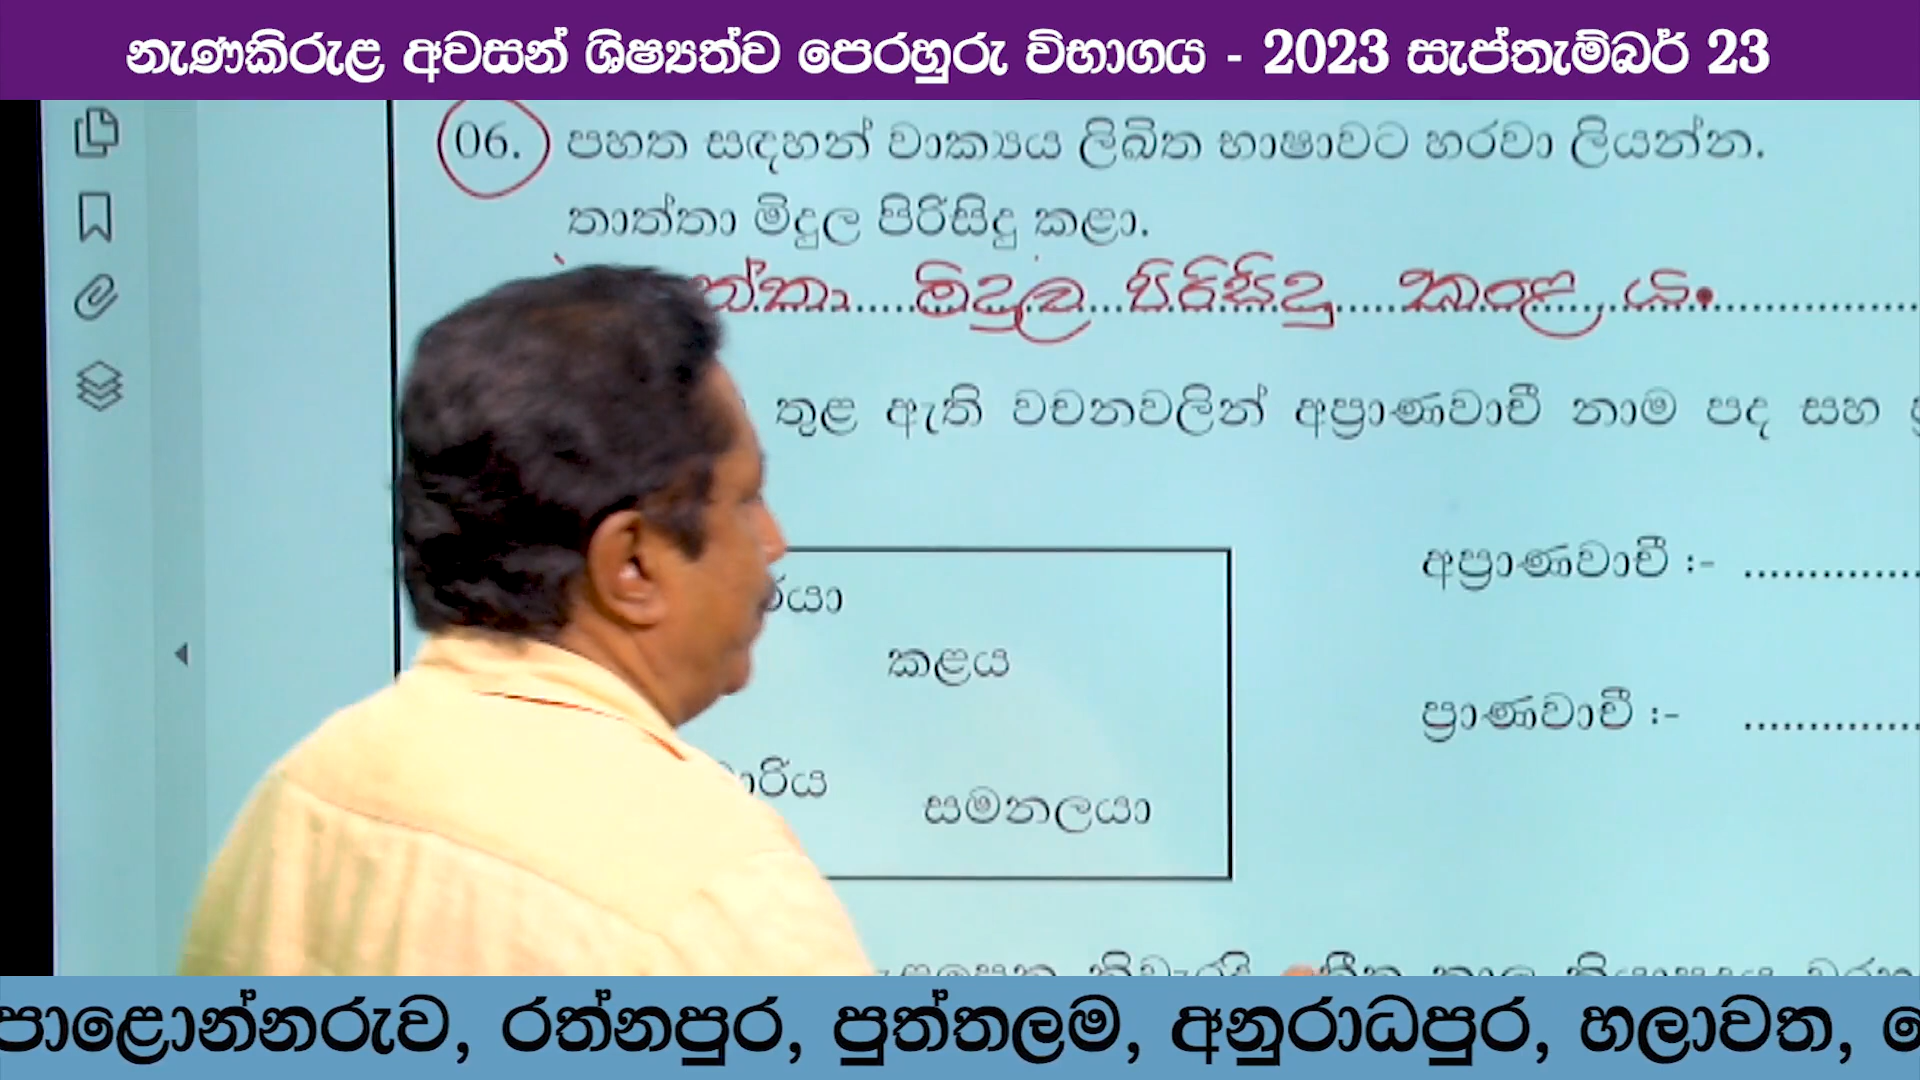 නැණකිරුළ අවසන් ශිෂ්‍යත්ව පෙරහුරු විභාගය - 2023 සැප්තැම්බර් 23
06. පහත සඳහන් වාක්‍යය ලිඛිත භාෂාවට හරවා ලියන්න.
තාත්තා මිදුල පිරිසිදු කළා.
මිදුල පිරිසිදු කළේ ය.
තුළ ඇති වචනවලින් අප්‍රාණවාචී නාම පද සහ
අප්‍රාණවාචී :- ..............
කළය
ප්‍රාණවාචී :- ..............
සමනලයා
පොළොන්නරුව, රත්නපුර, පුත්තලම, අනුරාධපුර, හලාවත,